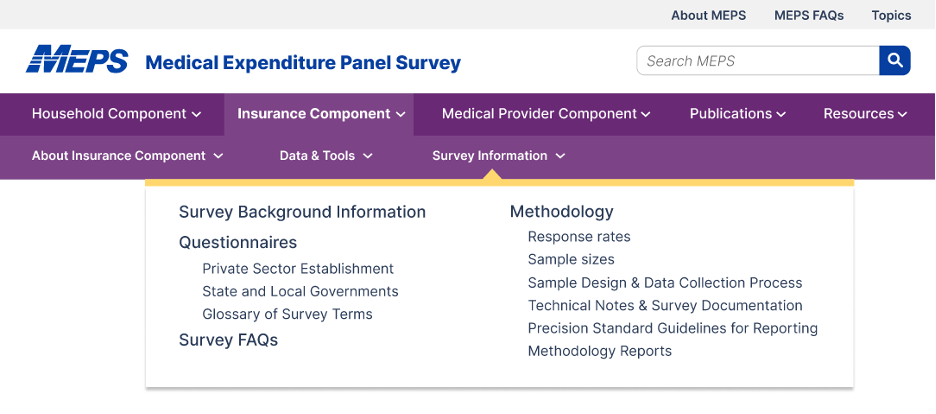 About MEPS MEPS FAQs Topics
MEPS Medical Expenditure Panel Survey Search MEPS
Household Component Insurance Component Medical Provider Component Publications Resources
About Insurance Component Data & Tools Survey Information
Survey Background Information
Questionnaires
Private Sector Establishment
State and Local Governments
Glossary of Survey Terms
Survey FAQs
Methodology
Response rates
Sample sizes
Sample Design & Data Collection Process
Technical Notes & Survey Documentation
Precision Standard Guidelines for Reporting
Methodology Reports